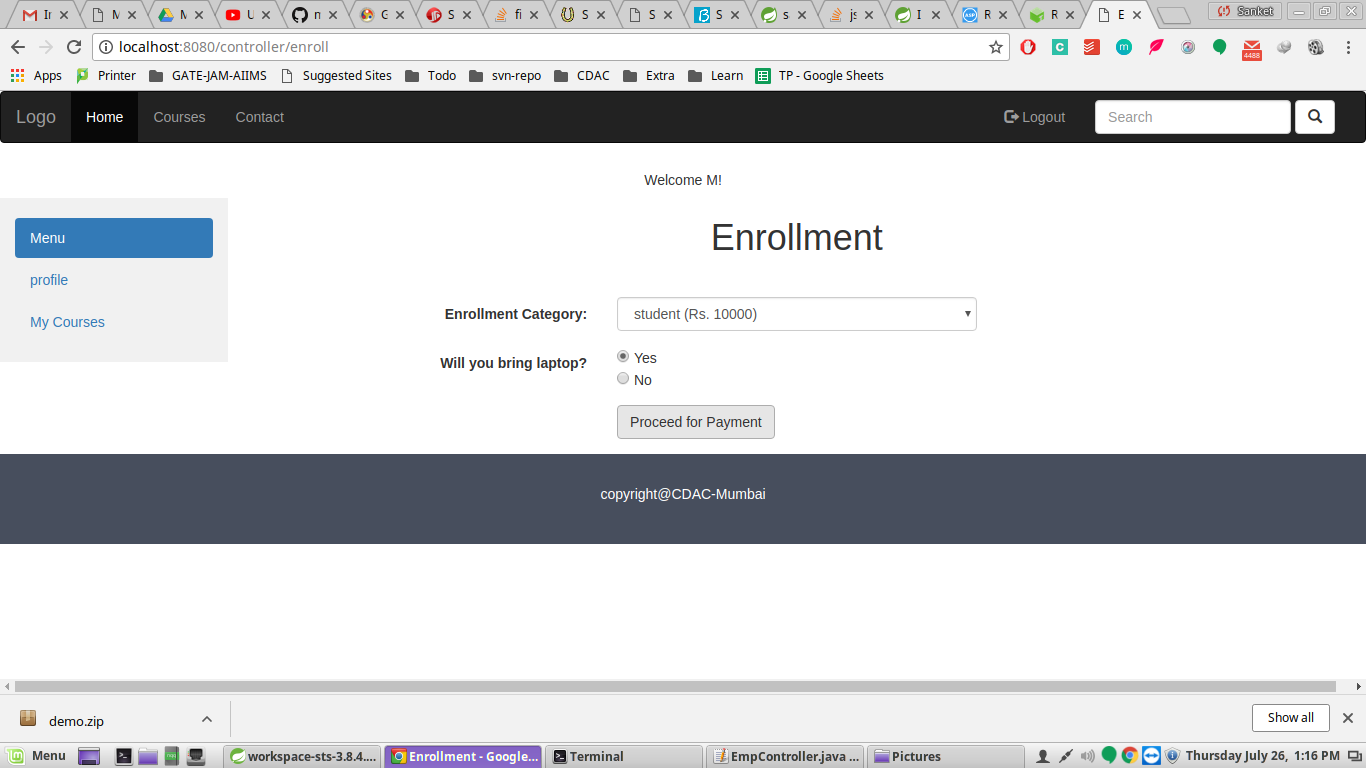 Ir M M U n G S fi S S S s js I R R E Sanket
localhost:8080/controller/enroll
4488
Apps Printer GATE-JAM-AIIMS Suggested Sites Todo svn-repo CDAC Extra Learn TP - Google Sheets
Logo Home Courses Contact Logout Search
Welcome M!
Menu
profile
My Courses
Enrollment
Enrollment Category: student (Rs. 10000)
Will you bring laptop? Yes
No
Proceed for Payment
copyright@CDAC-Mumbai
demo.zip Show all
Menu workspace-sts-3.8.4.... Enrollment - Google... Terminal EmpController.java ... Pictures Thursday July 26, 1:16 PM